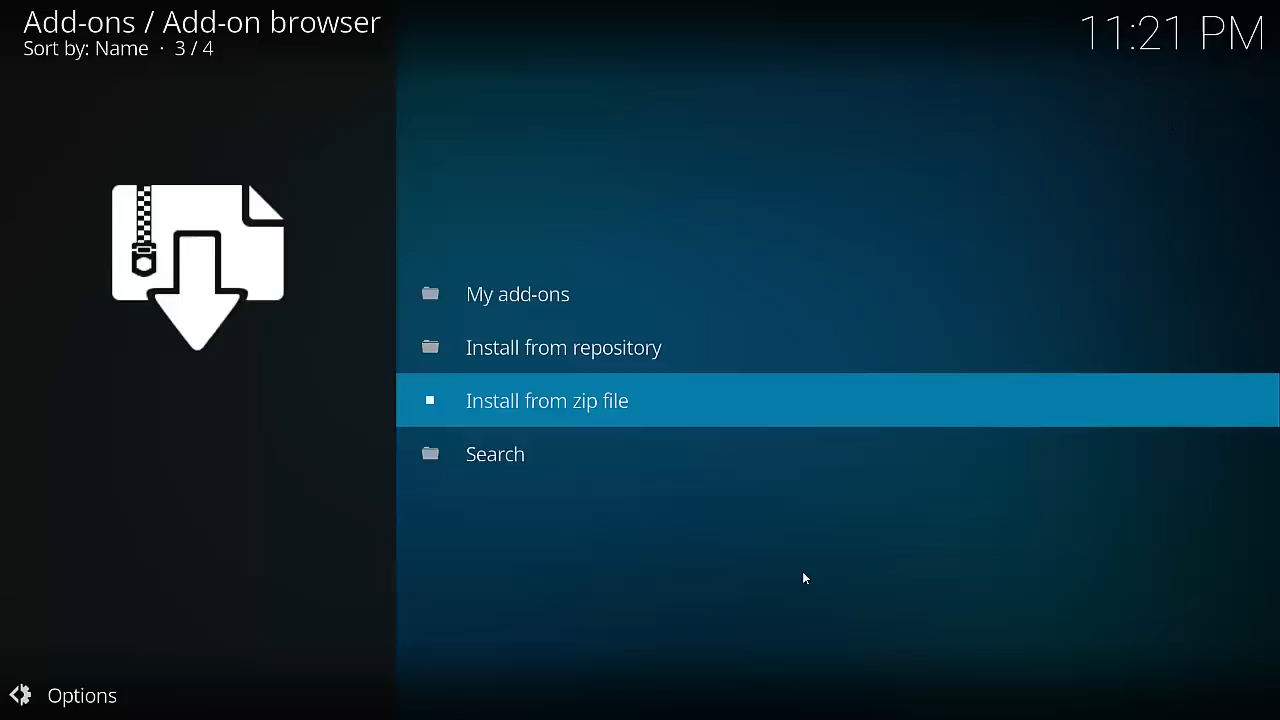 Add-ons / Add-on browser
Sort by: Name · 3 / 4
11:21 PM
My add-ons
Install from repository
Install from zip file
Search
Options